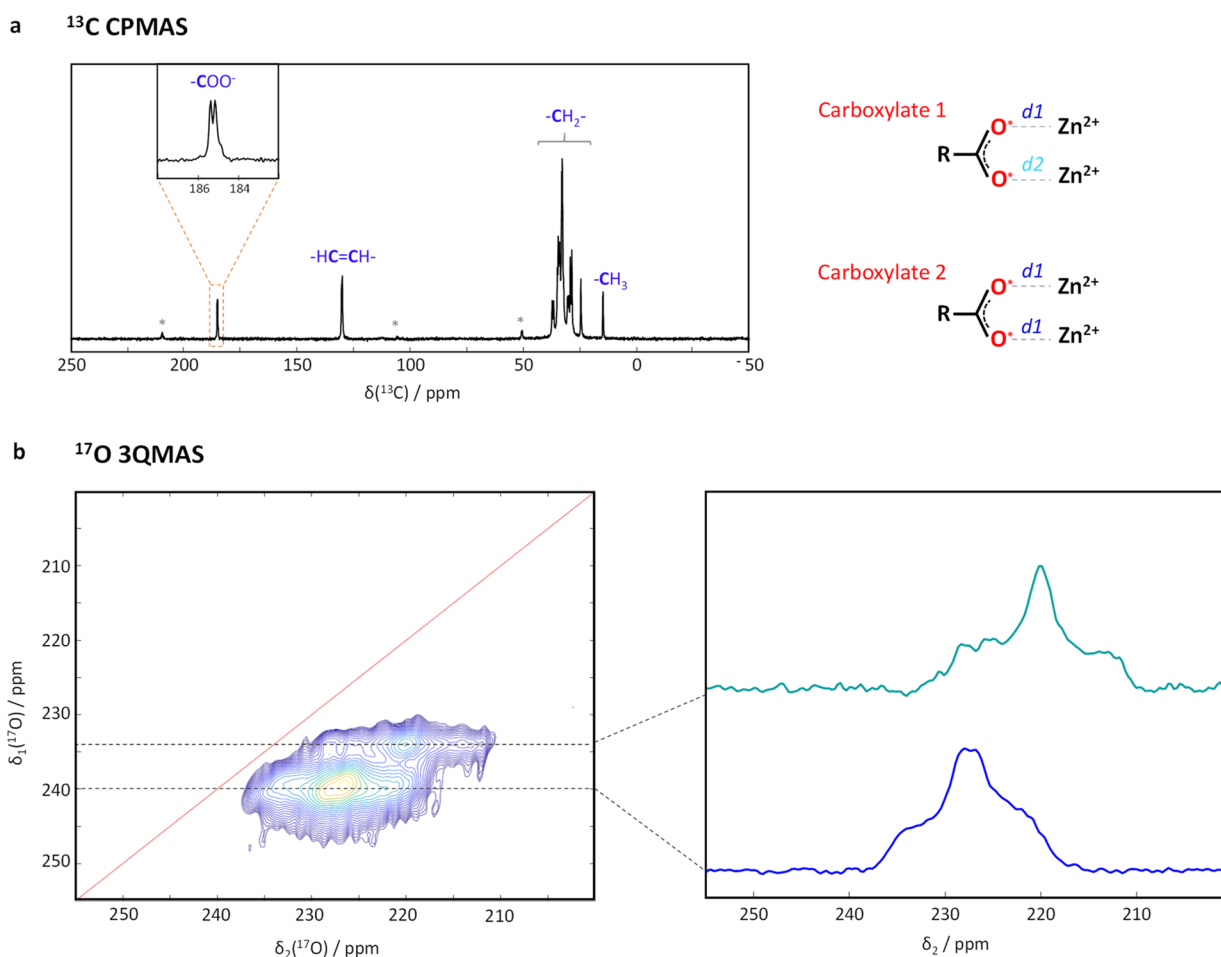 a ¹³C CPMAS
-COO⁻
186 184
-HC=CH-
-CH₂-
-CH₃
* * *
250 200 150 100 50 0 -50
δ(¹³C) / ppm
Carboxylate 1
O* d1 Zn²⁺
R
O* d2 Zn²⁺
Carboxylate 2
O* d1 Zn²⁺
R
O* d1 Zn²⁺
b ¹⁷O 3QMAS
210
220
230
240
250
δ₁(¹⁷O) / ppm
250 240 230 220 210
δ₂(¹⁷O) / ppm
250 240 230 220 210
δ₂ / ppm